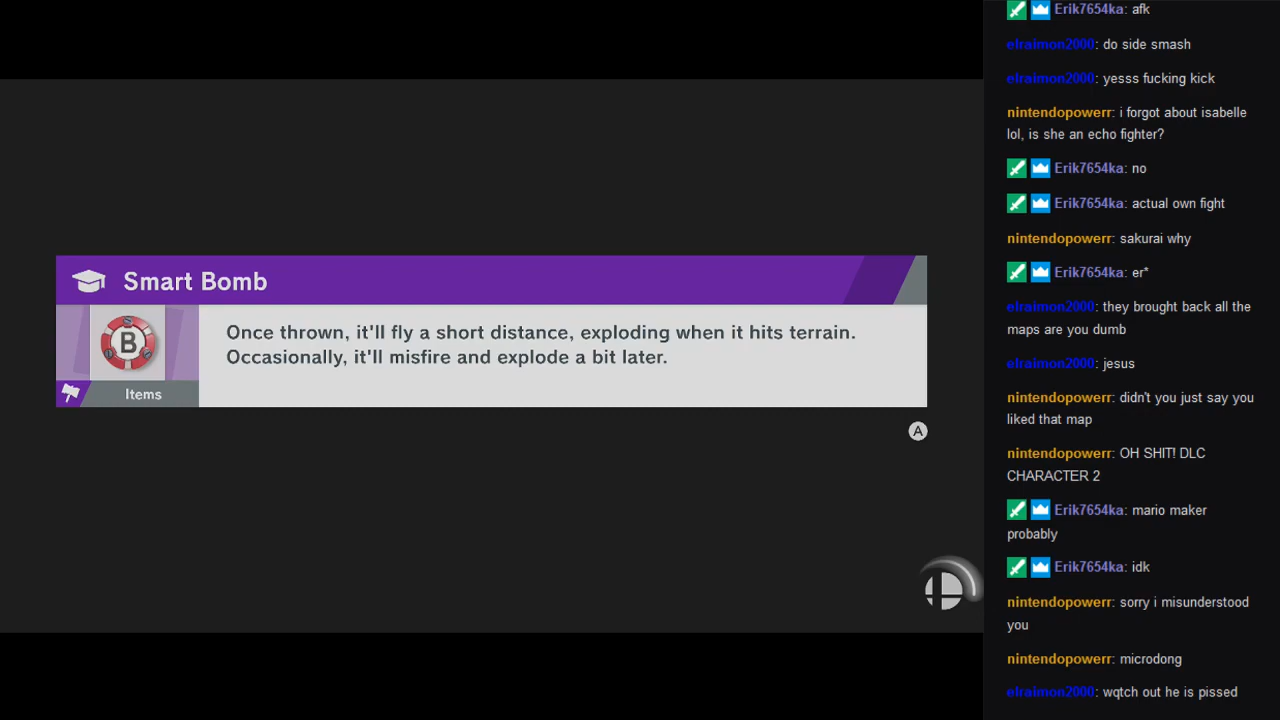 Smart Bomb
B
Once thrown, it'll fly a short distance, exploding when it hits terrain.
Occasionally, it'll misfire and explode a bit later.
Items
A
Erik7654ka: afk
elraimon2000: do side smash
elraimon2000: yesss fucking kick
nintendopowerr: i forgot about isabelle
lol, is she an echo fighter?
Erik7654ka: no
Erik7654ka: actual own fight
nintendopowerr: sakurai why
Erik7654ka: er*
elraimon2000: they brought back all the
maps are you dumb
elraimon2000: jesus
nintendopowerr: didn't you just say you
liked that map
nintendopowerr: OH SHIT! DLC
CHARACTER 2
Erik7654ka: mario maker
probably
Erik7654ka: idk
nintendopowerr: sorry i misunderstood
you
nintendopowerr: microdong
elraimon2000: wqtch out he is pissed